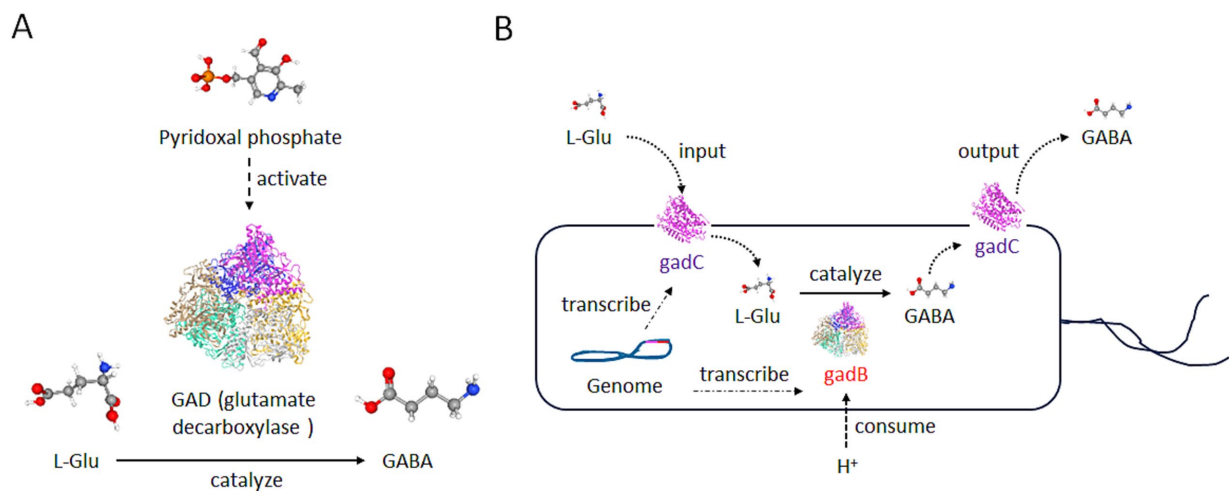 A
Pyridoxal phosphate
activate
GAD (glutamate
decarboxylase )
L-Glu
GABA
catalyze
B
L-Glu
input
output
GABA
gadC
gadC
transcribe
L-Glu
catalyze
GABA
Genome
transcribe
gadB
consume
H⁺